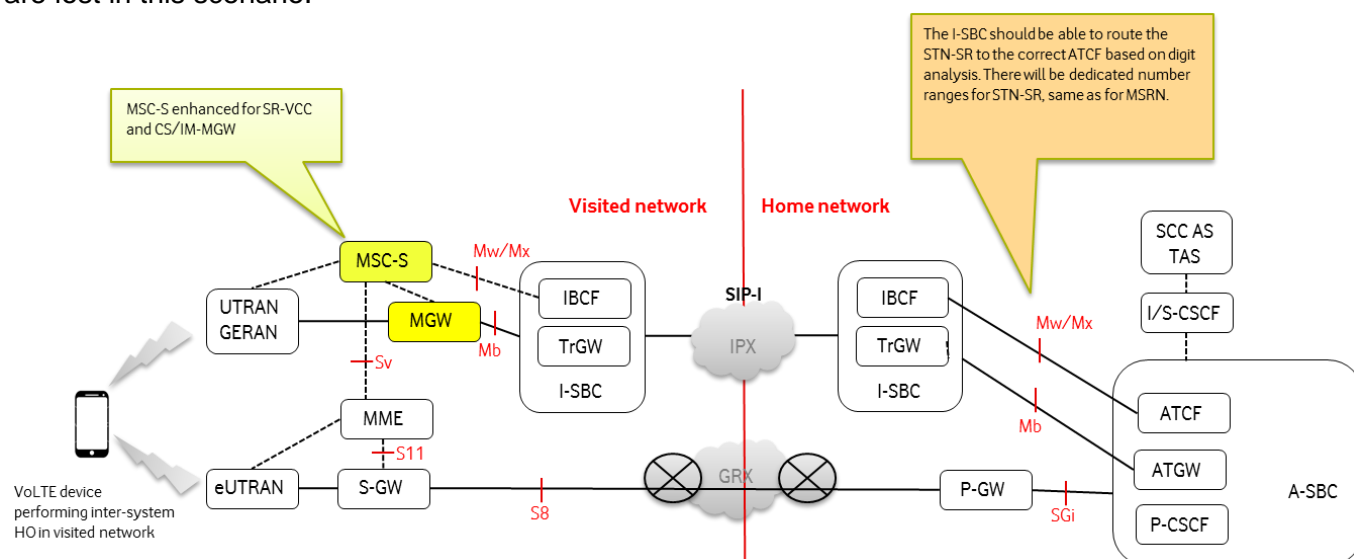 are lost in this scenario.
The I-SBC should be able to route the
STN-SR to the correct ATCF based on digit
analysis. There will be dedicated number
ranges for STN-SR, same as for MSRN.
MSC-S enhanced for SR-VCC
and CS/IM-MGW
Visited network
Home network
SCC AS
TAS
MSC-S
Mw/Mx
SIP-I
UTRAN
GERAN
MGW
IBCF
IBCF
I/S-CSCF
Mw/Mx
Mb
TrGW
IPX
TrGW
Sv
I-SBC
I-SBC
MME
ATCF
Mb
S11
eUTRAN
S-GW
GRX
P-GW
ATGW
A-SBC
S8
SGi
P-CSCF
VoLTE device
performing inter-system
HO in visited network